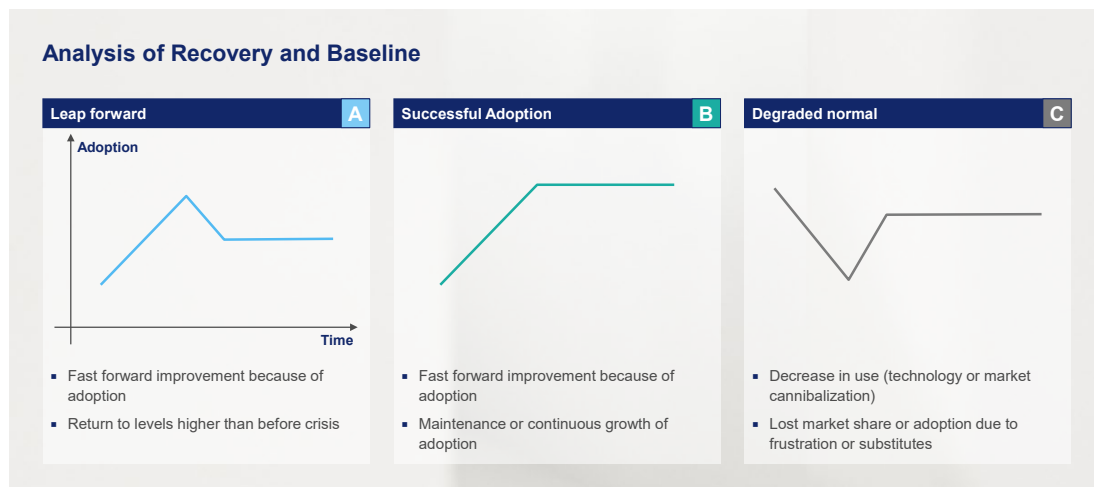 Analysis of Recovery and Baseline
Leap forward
A
Adoption
Time
▪ Fast forward improvement because of
adoption
▪ Return to levels higher than before crisis
Successful Adoption
B
▪ Fast forward improvement because of
adoption
▪ Maintenance or continuous growth of
adoption
Degraded normal
C
▪ Decrease in use (technology or market
cannibalization)
▪ Lost market share or adoption due to
frustration or substitutes